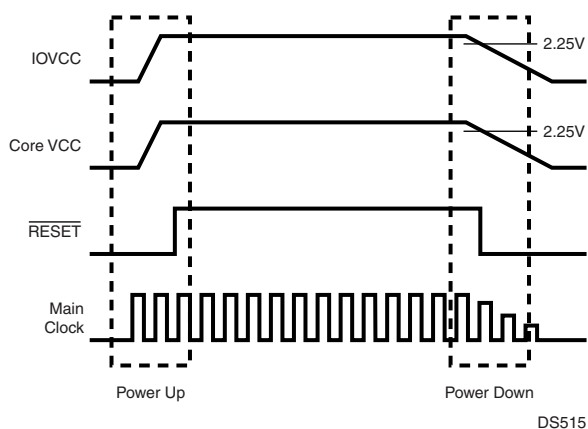 IOVCC
2.25V
Core VCC
2.25V
RESET
Main
Clock
Power Up
Power Down
DS515